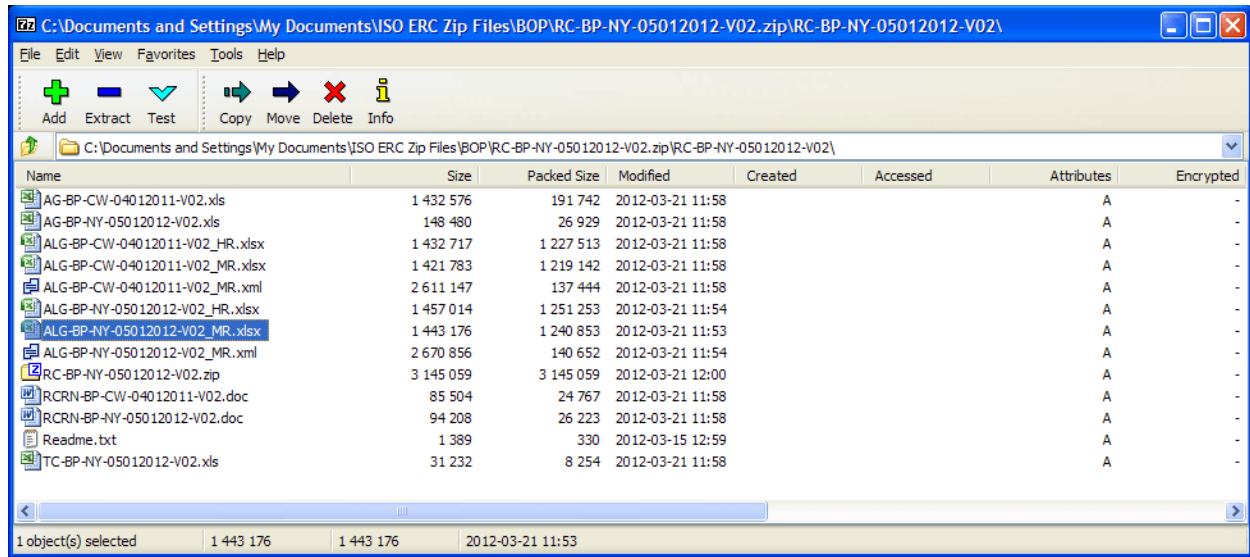 C:\Documents and Settings\My Documents\ISO ERC Zip Files\BOP\RC-BP-NY-05012012-V02.zip\RC-BP-NY-05012012-V02\
File Edit View Favorites Tools Help
Add Extract Test Copy Move Delete Info
C:\Documents and Settings\My Documents\ISO ERC Zip Files\BOP\RC-BP-NY-05012012-V02.zip\RC-BP-NY-05012012-V02\
Name Size Packed Size Modified Created Accessed Attributes Encrypted
AG-BP-CW-04012011-V02.xls 1 432 576 191 742 2012-03-21 11:58 A -
AG-BP-NY-05012012-V02.xls 148 480 26 929 2012-03-21 11:58 A -
ALG-BP-CW-04012011-V02_HR.xlsx 1 432 717 1 227 513 2012-03-21 11:58 A -
ALG-BP-CW-04012011-V02_MR.xlsx 1 421 783 1 219 142 2012-03-21 11:58 A -
ALG-BP-CW-04012011-V02_MR.xml 2 611 147 137 444 2012-03-21 11:58 A -
ALG-BP-NY-05012012-V02_HR.xlsx 1 457 014 1 251 253 2012-03-21 11:54 A -
ALG-BP-NY-05012012-V02_MR.xlsx 1 443 176 1 240 853 2012-03-21 11:53 A -
ALG-BP-NY-05012012-V02_MR.xml 2 670 856 140 652 2012-03-21 11:54 A -
RC-BP-NY-05012012-V02.zip 3 145 059 3 145 059 2012-03-21 12:00 A -
RCRN-BP-CW-04012011-V02.doc 85 504 24 767 2012-03-21 11:58 A -
RCRN-BP-NY-05012012-V02.doc 94 208 26 223 2012-03-21 11:58 A -
Readme.txt 1 389 330 2012-03-15 12:59 A -
TC-BP-NY-05012012-V02.xls 31 232 8 254 2012-03-21 11:58 A -
1 object(s) selected 1 443 176 1 443 176 2012-03-21 11:53